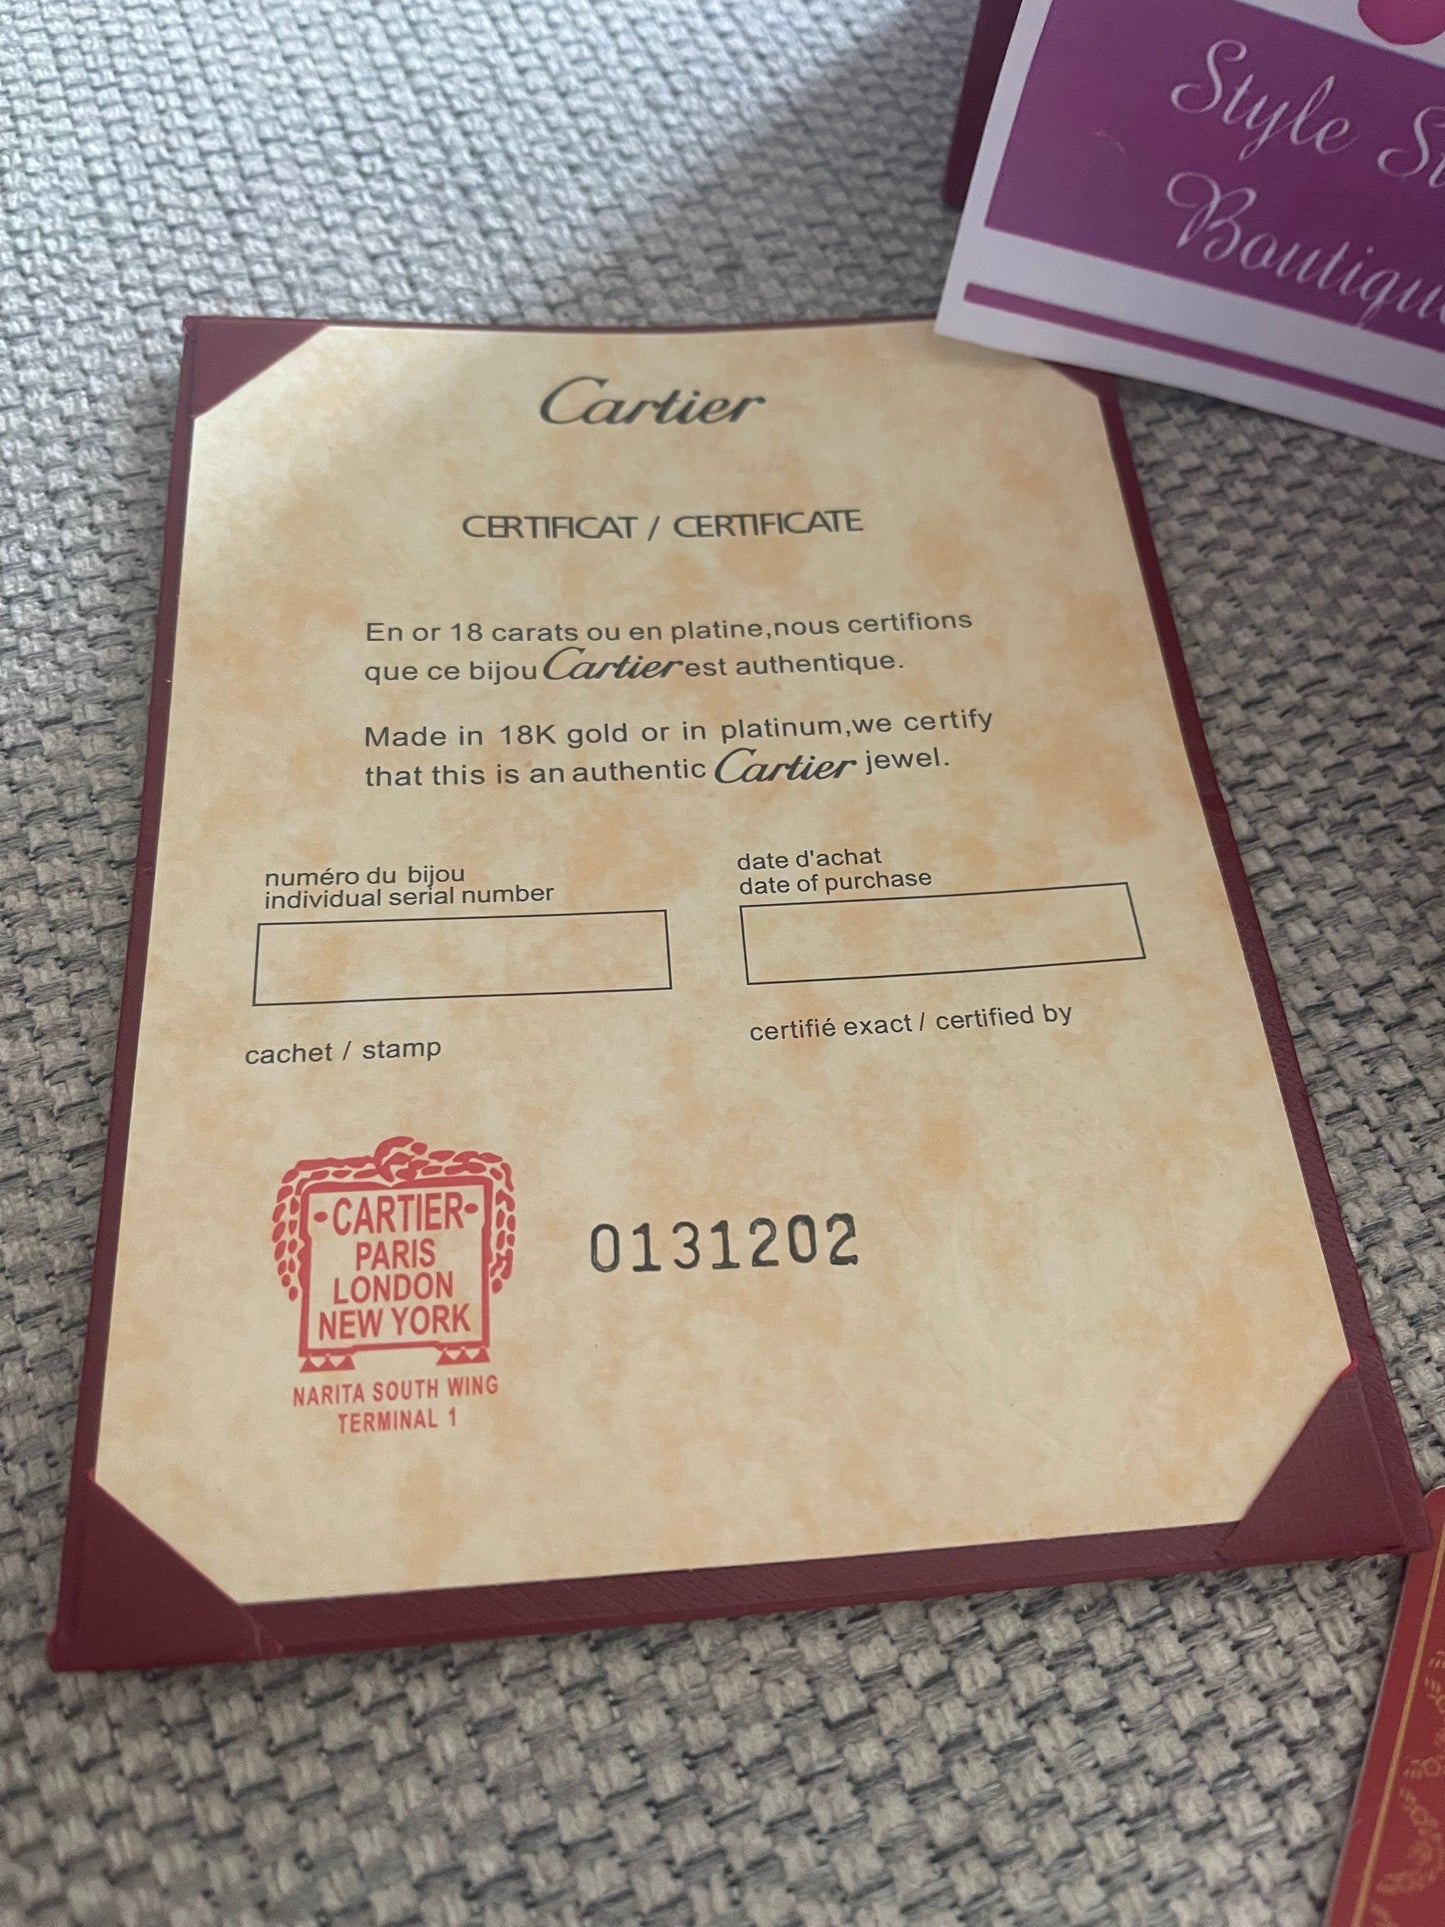 Style
Boutique
Cartier
CERTIFICAT / CERTIFICATE
En or 18 carats ou en platine,nous certifions
que ce bijou Cartier est authentique.
Made in 18K gold or in platinum,we certify
that this is an authentic Cartier jewel.
numéro du bijou
individual serial number
date d'achat
date of purchase
cachet / stamp
certifié exact / certified by
·CARTIER·
PARIS
LONDON
NEW YORK
NARITA SOUTH WING
TERMINAL 1
0131202